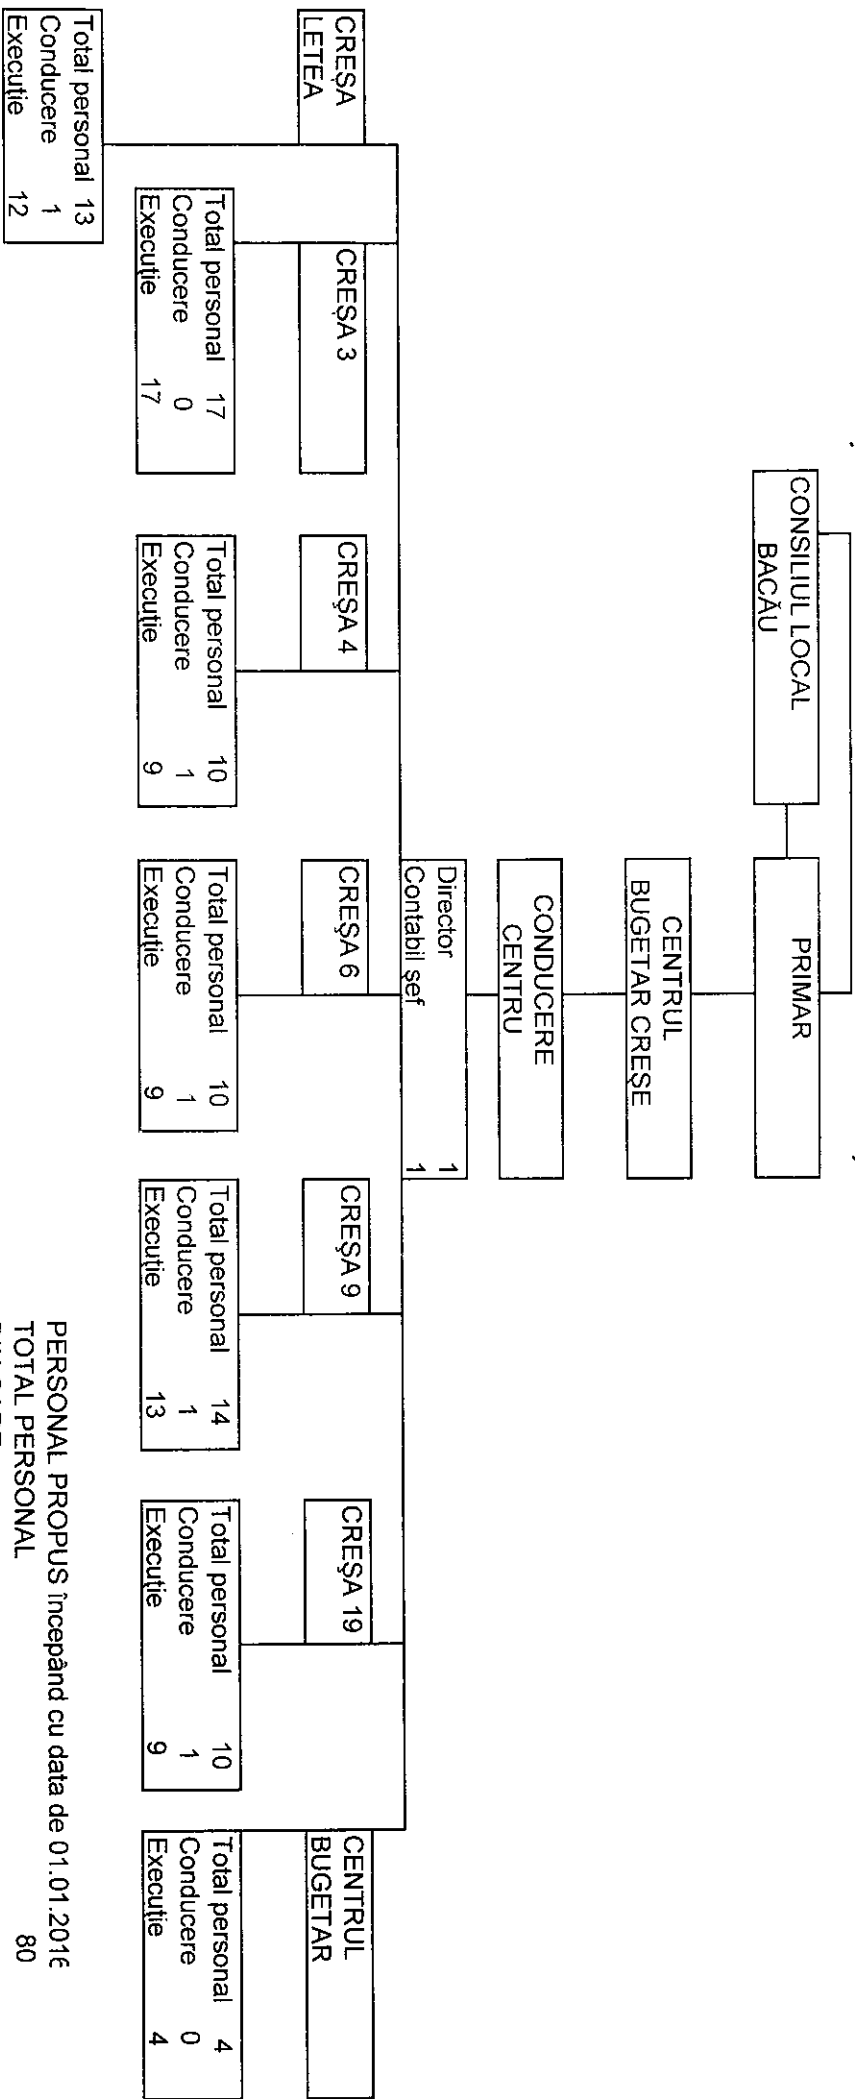 CONSILIUL LOCAL
BACĂU
PRIMAR
CENTRUL
BUGETAR CREȘE
CONDUCERE
CENTRU
Director 1
Contabil șef 1
CREȘA
LETEA
Total personal 13
Conducere 1
Execuție 12
CREȘA 3
Total personal 17
Conducere 0
Execuție 17
CREȘA 4
Total personal 10
Conducere 1
Execuție 9
CREȘA 6
Total personal 10
Conducere 1
Execuție 9
CREȘA 9
Total personal 14
Conducere 1
Execuție 13
CREȘA 19
Total personal 10
Conducere 1
Execuție 9
CENTRUL
BUGETAR
Total personal 4
Conducere 0
Execuție 4
PERSONAL PROPUS începând cu data de 01.01.2016
TOTAL PERSONAL 80